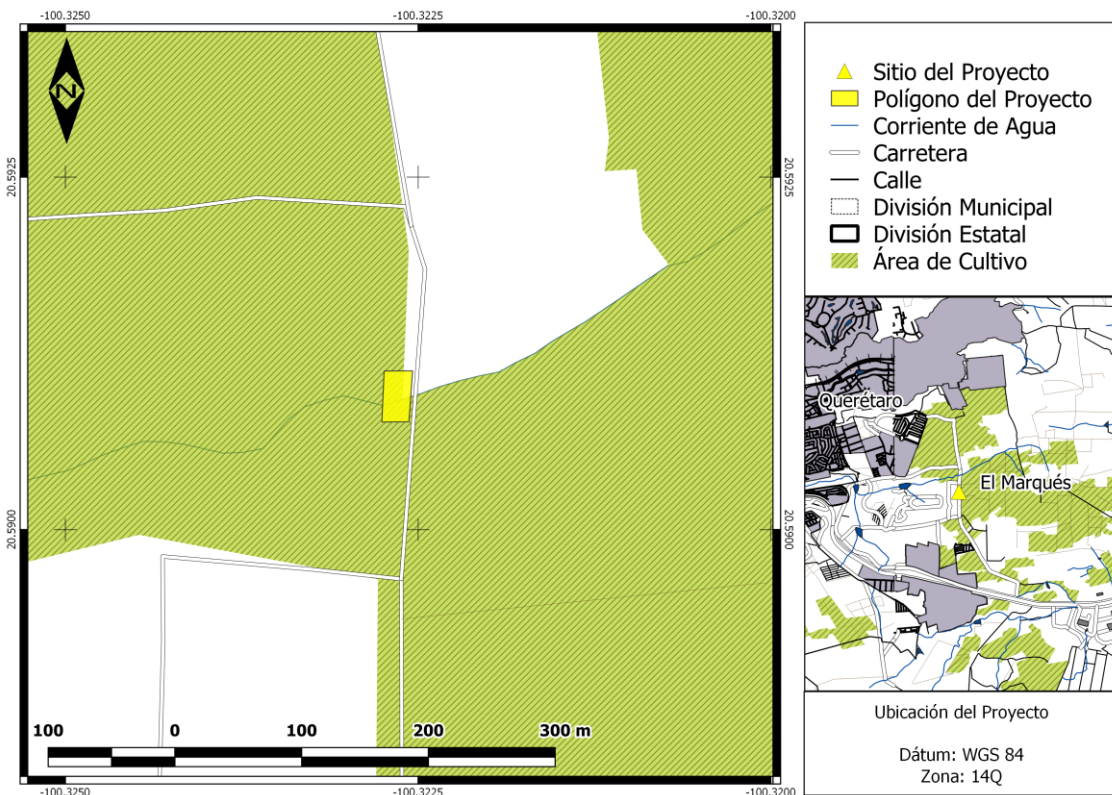 -100.3250 -100.3225 -100.3200
N
20.5925 20.5925
20.5900 20.5900
100 0 100 200 300 m
-100.3250 -100.3225 -100.3200
Sitio del Proyecto
Polígono del Proyecto
Corriente de Agua
Carretera
Calle
División Municipal
División Estatal
Área de Cultivo
Querétaro
El Marqués
Ubicación del Proyecto
Dátum: WGS 84
Zona: 14Q